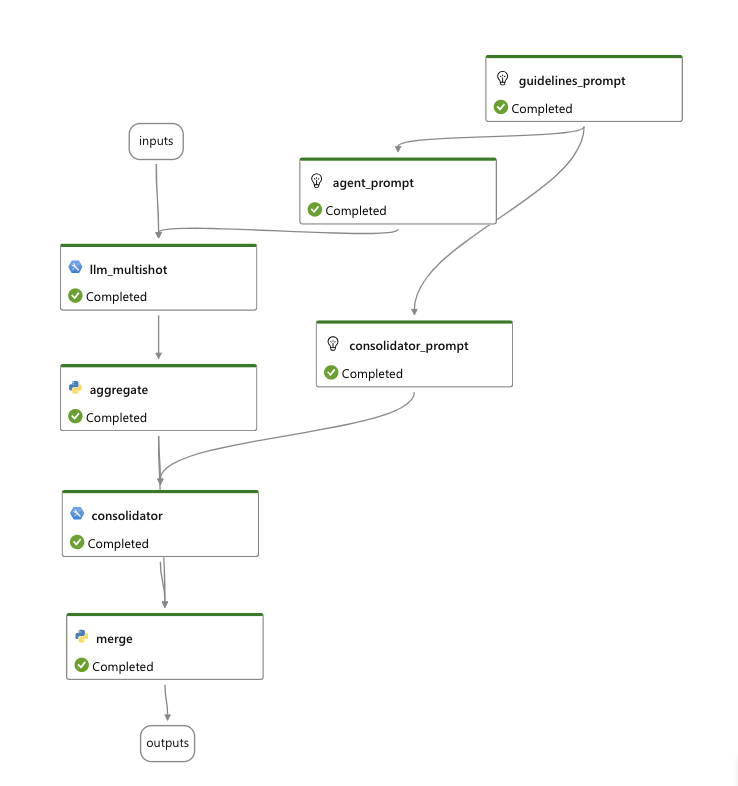 guidelines_prompt
Completed
inputs
agent_prompt
Completed
llm_multishot
Completed
consolidator_prompt
Completed
aggregate
Completed
consolidator
Completed
merge
Completed
outputs